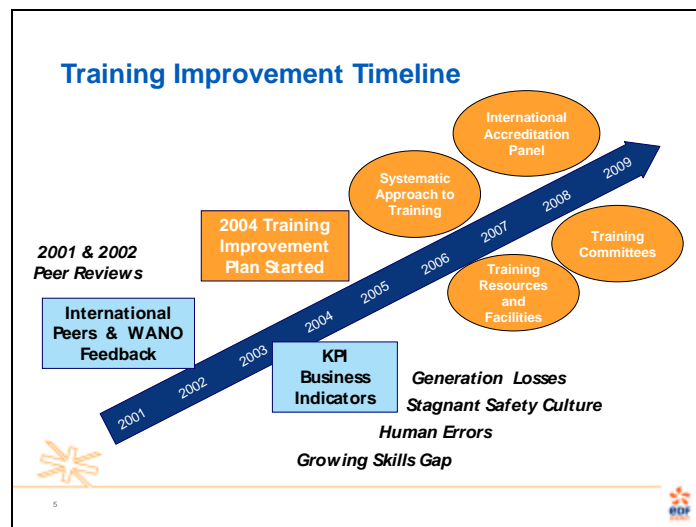 Training Improvement Timeline
International
Accreditation
Panel
Systematic
Approach to
Training
2004 Training
Improvement
Plan Started
2001 & 2002
Peer Reviews
International
Peers & WANO
Feedback
2001
2002
2003
2004
2005
2006
2007
2008
2009
Training
Committees
Training
Resources
and
Facilities
KPI
Business
Indicators
Generation Losses
Stagnant Safety Culture
Human Errors
Growing Skills Gap
5
edf